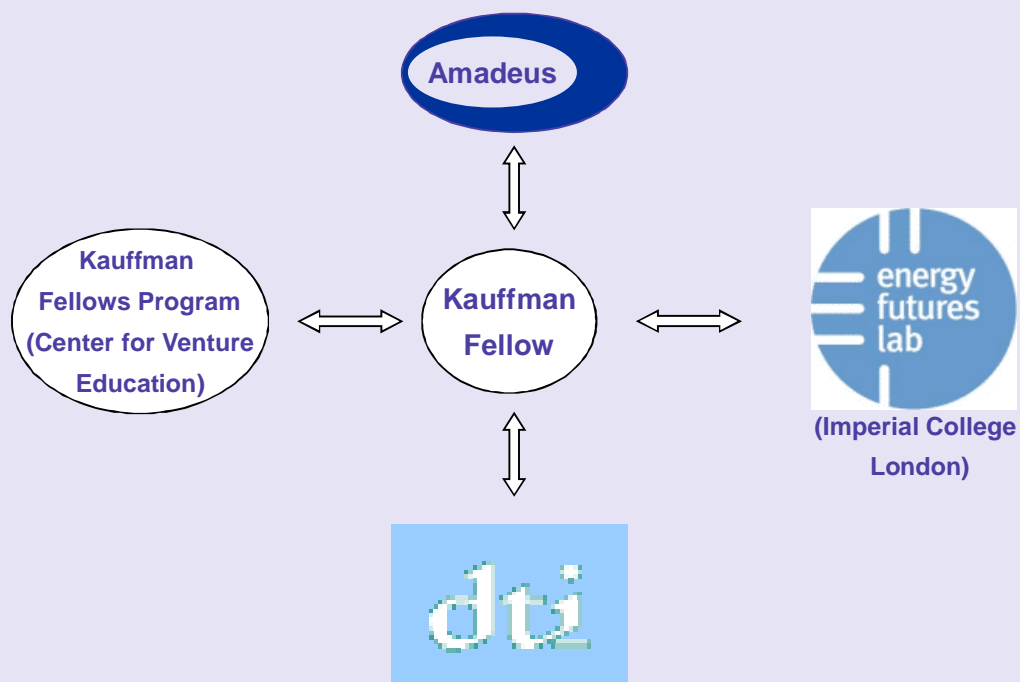 Amadeus
Kauffman
Fellows Program
(Center for Venture
Education)
Kauffman
Fellow
energy
futures
lab
(Imperial College
London)
dti